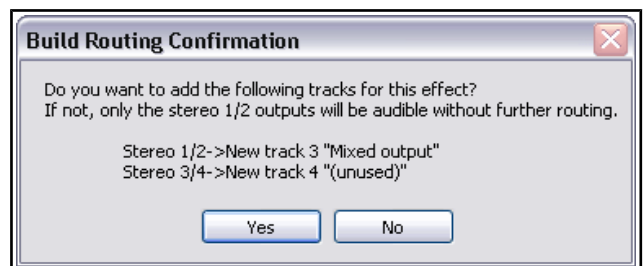 Build Routing Confirmation
Do you want to add the following tracks for this effect?
If not, only the stereo 1/2 outputs will be audible without further routing.
Stereo 1/2->New track 3 "Mixed output"
Stereo 3/4->New track 4 "(unused)"
Yes
No